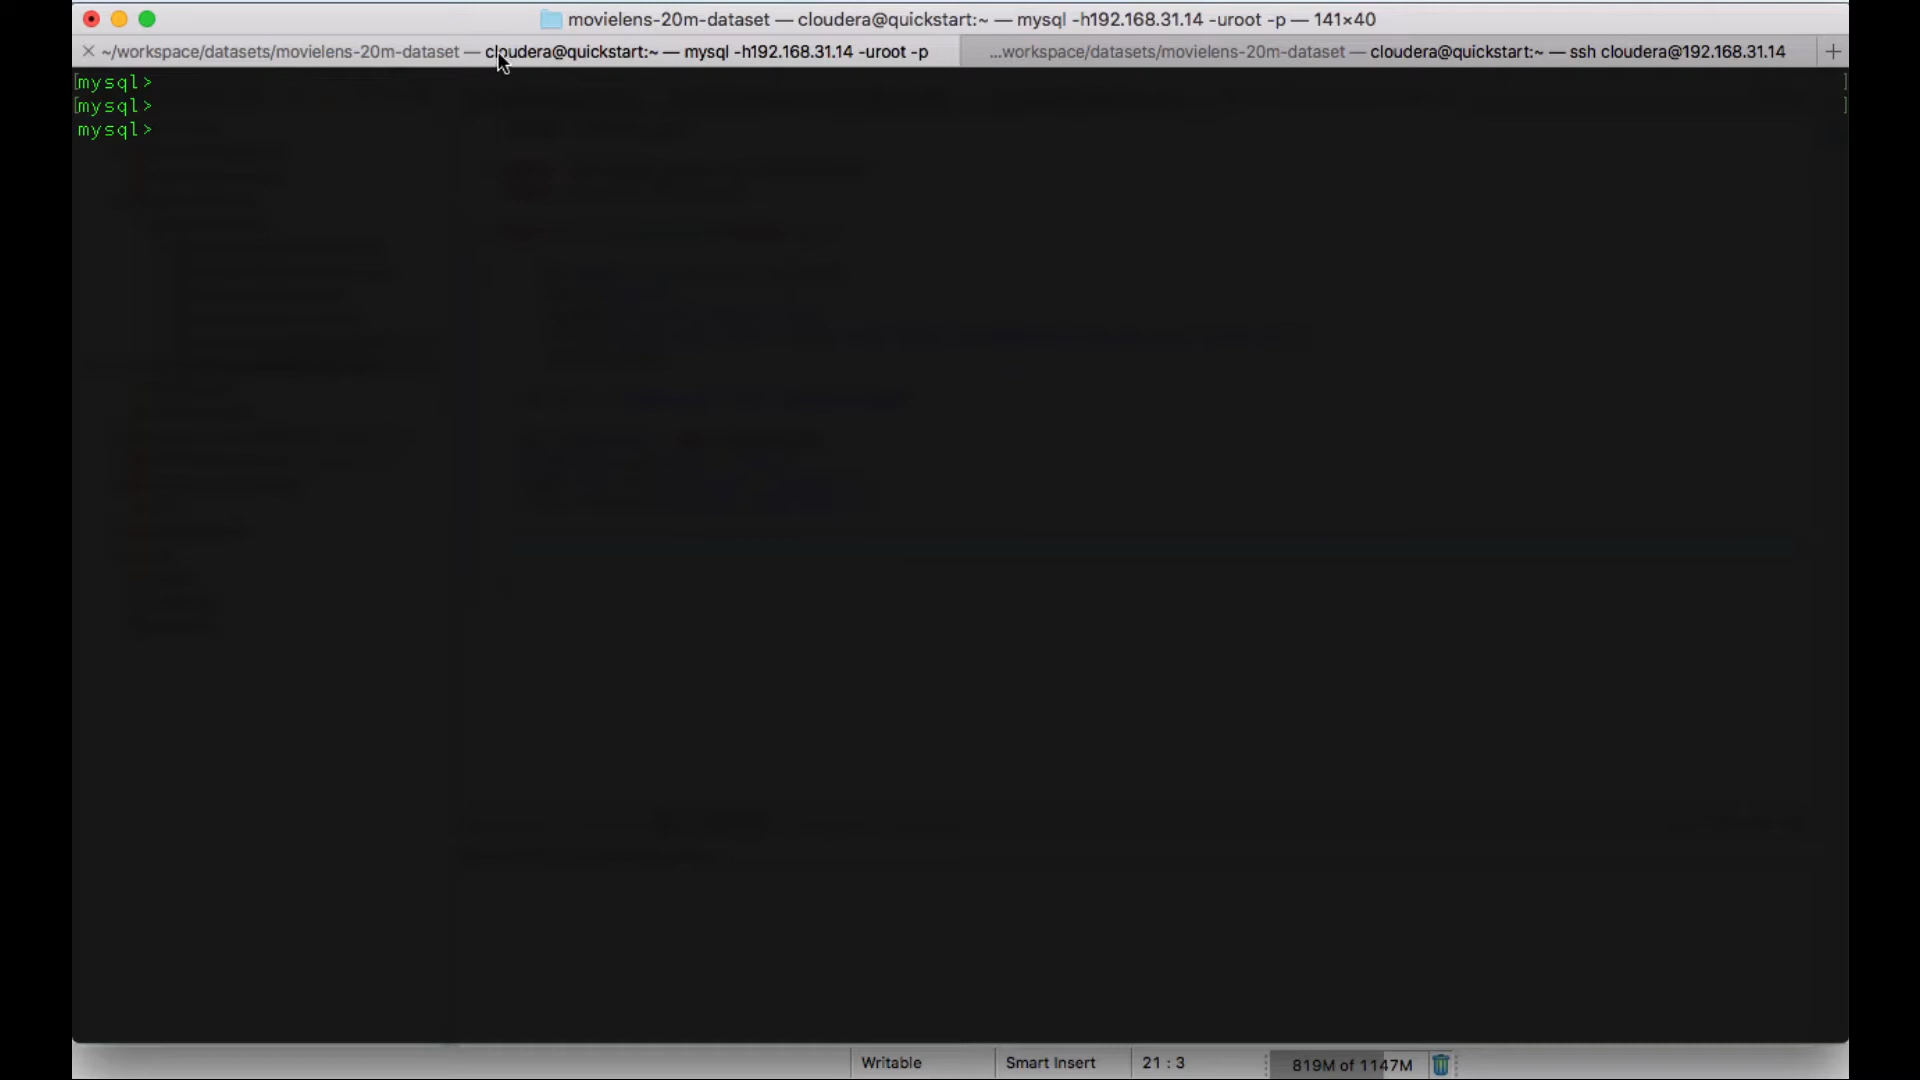 movielens-20m-dataset — cloudera@quickstart:~ — mysql -h192.168.31.14 -uroot -p — 141×40
~/workspace/datasets/movielens-20m-dataset — cloudera@quickstart:~ — mysql -h192.168.31.14 -uroot -p
...workspace/datasets/movielens-20m-dataset — cloudera@quickstart:~ — ssh cloudera@192.168.31.14
[mysql> ]
[mysql> ]
mysql>
Writable Smart Insert 21 : 3 819M of 1147M